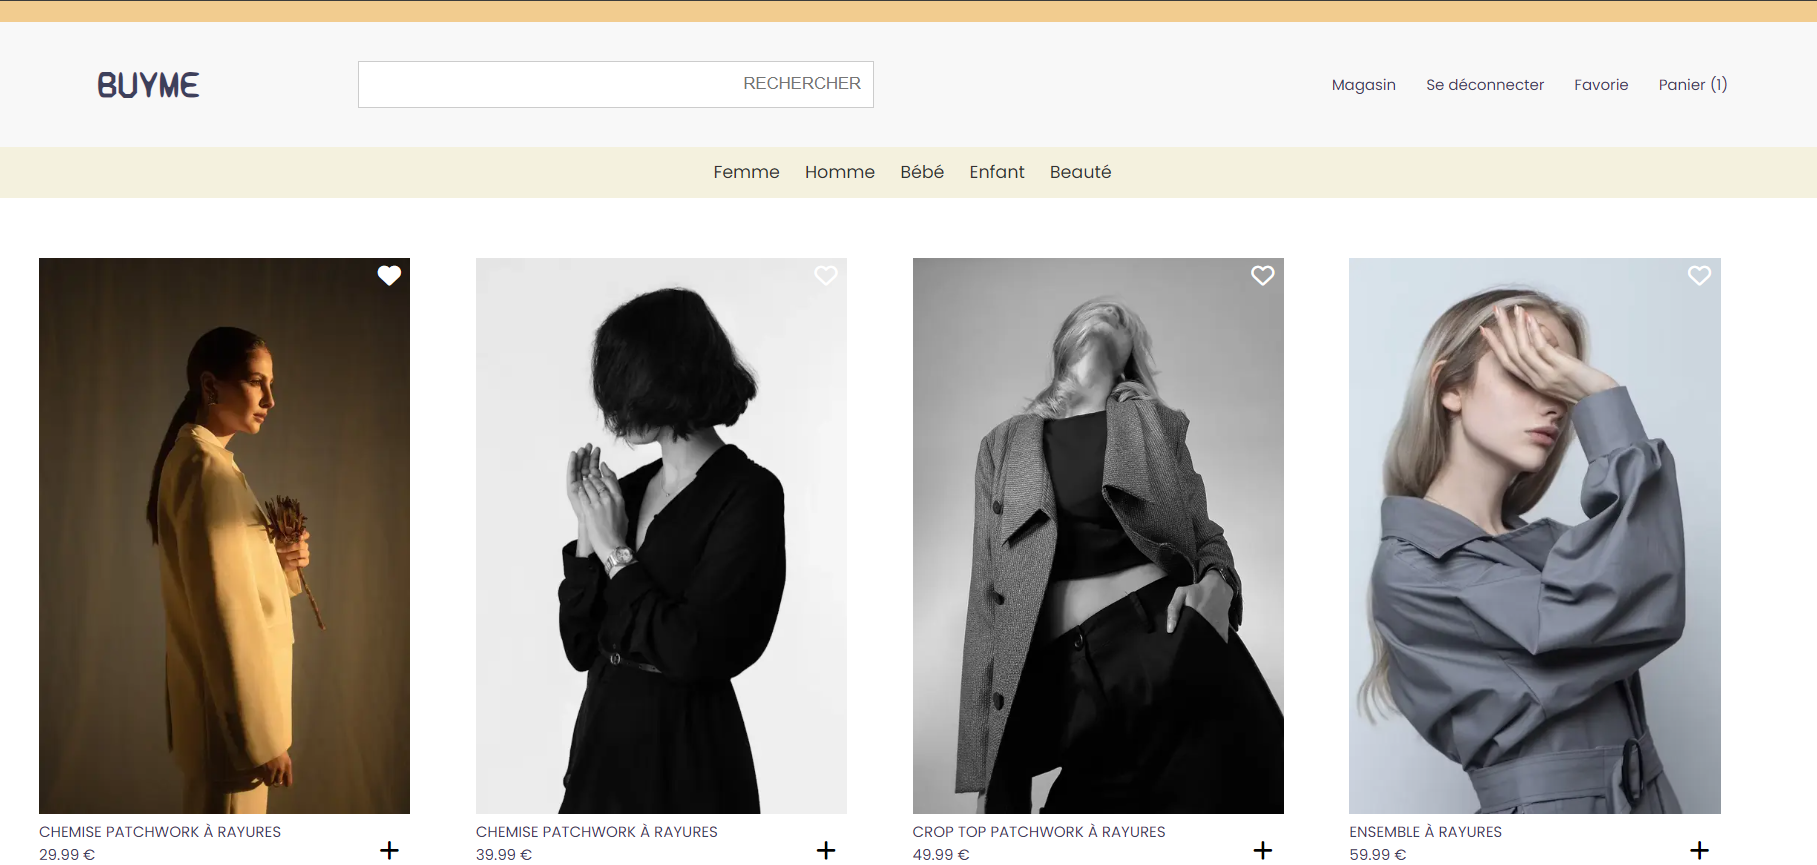 BUYME
RECHERCHER
Magasin Se déconnecter Favorie Panier (1)
Femme Homme Bébé Enfant Beauté
CHEMISE PATCHWORK À RAYURES
29.99 €
CHEMISE PATCHWORK À RAYURES
39.99 €
CROP TOP PATCHWORK À RAYURES
49.99 €
ENSEMBLE À RAYURES
59.99 €